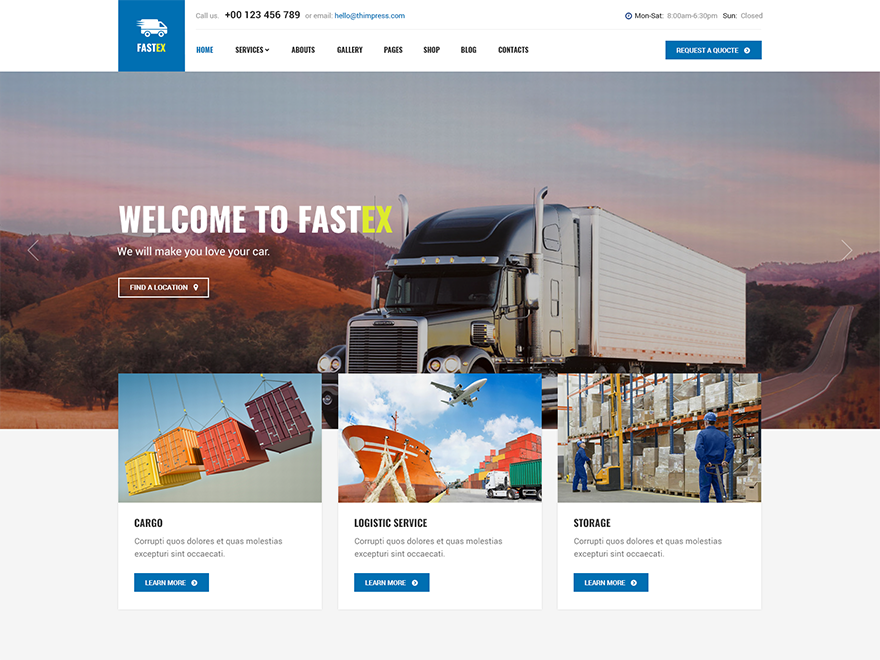 FASTEX
Call us. +00 123 456 789 or email: hello@thimpress.com
Mon-Sat: 8:00am-6:30pm Sun: Closed
HOME SERVICES ABOUTS GALLERY PAGES SHOP BLOG CONTACTS
REQUEST A QUOCTE
WELCOME TO FASTEX
We will make you love your car.
FIND A LOCATION
CARGO
Corrupti quos dolores et quas molestias
excepturi sint occaecati.
LEARN MORE
LOGISTIC SERVICE
Corrupti quos dolores et quas molestias
excepturi sint occaecati.
LEARN MORE
STORAGE
Corrupti quos dolores et quas molestias
excepturi sint occaecati.
LEARN MORE